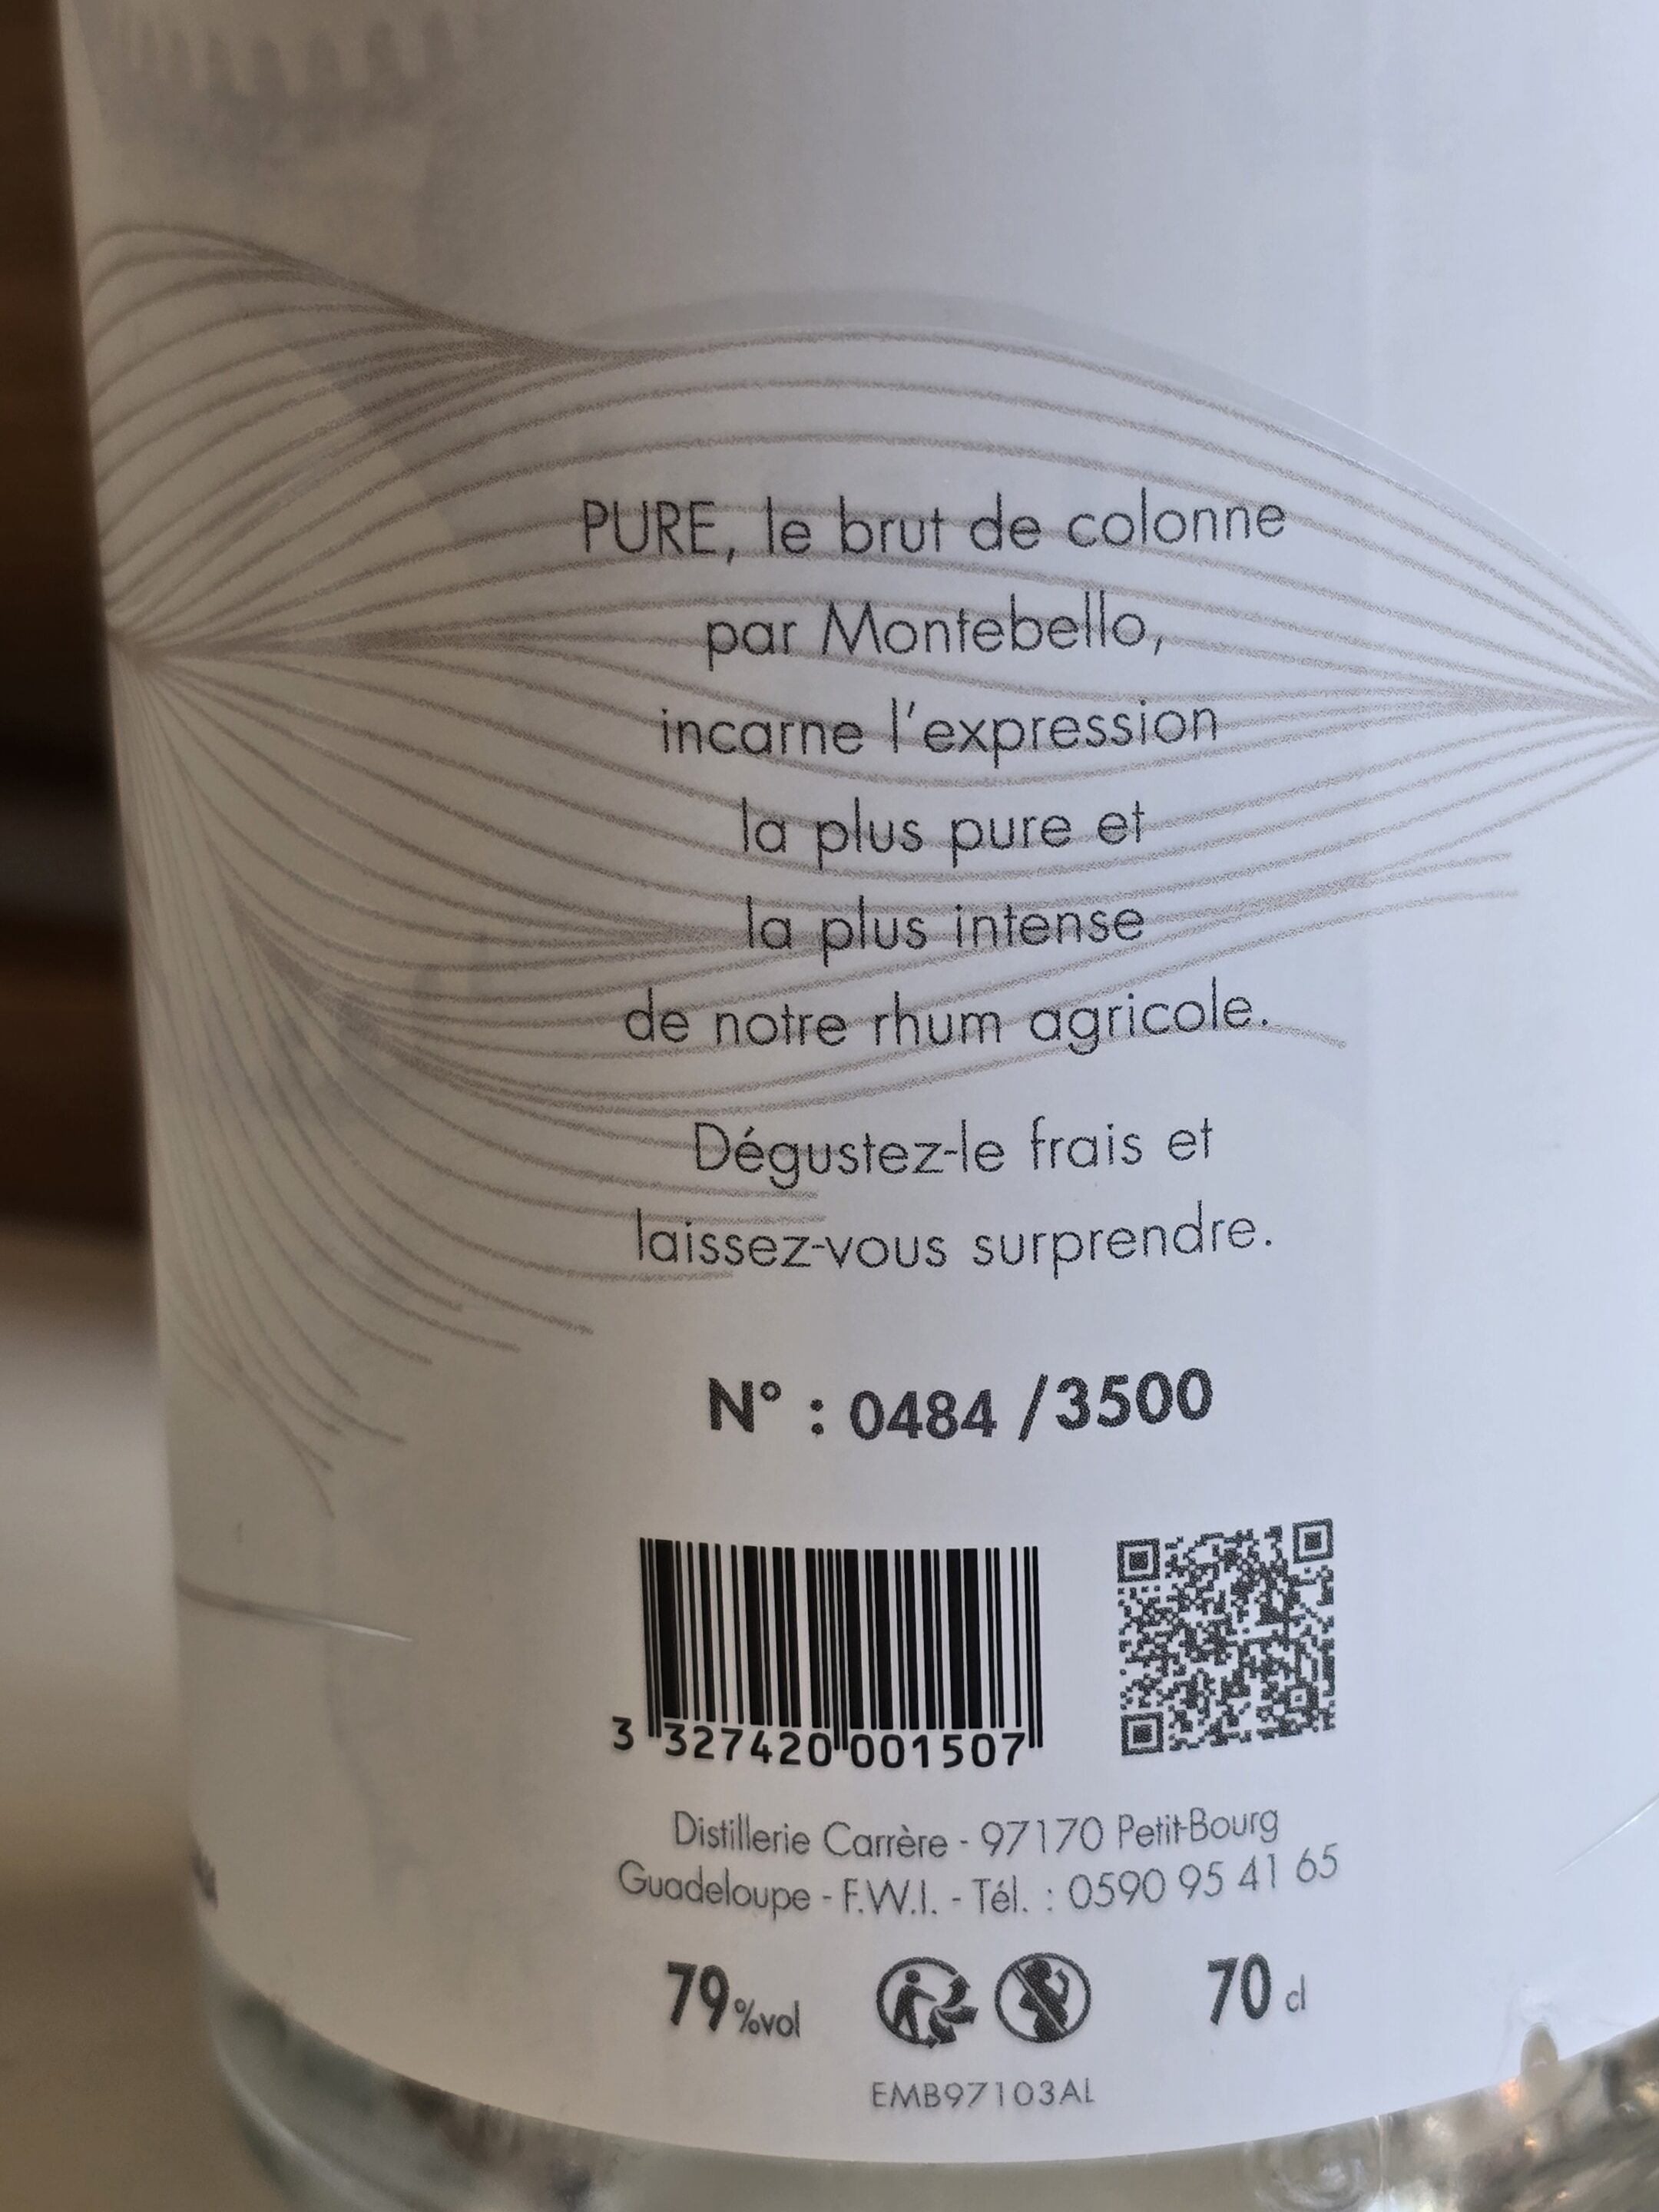 PURE, le brut de colonne
par Montebello,
incarne l'expression
la plus pure et
la plus intense
de notre rhum agricole.
Dégustez-le frais et
laissez-vous surprendre.
N° : 0484 /3500
3 327420 001507
Distillerie Carrère - 97170 Petit-Bourg
Guadeloupe - F.W.I. - Tél. : 0590 95 41 65
79 %vol 70 cl
EMB97103AL